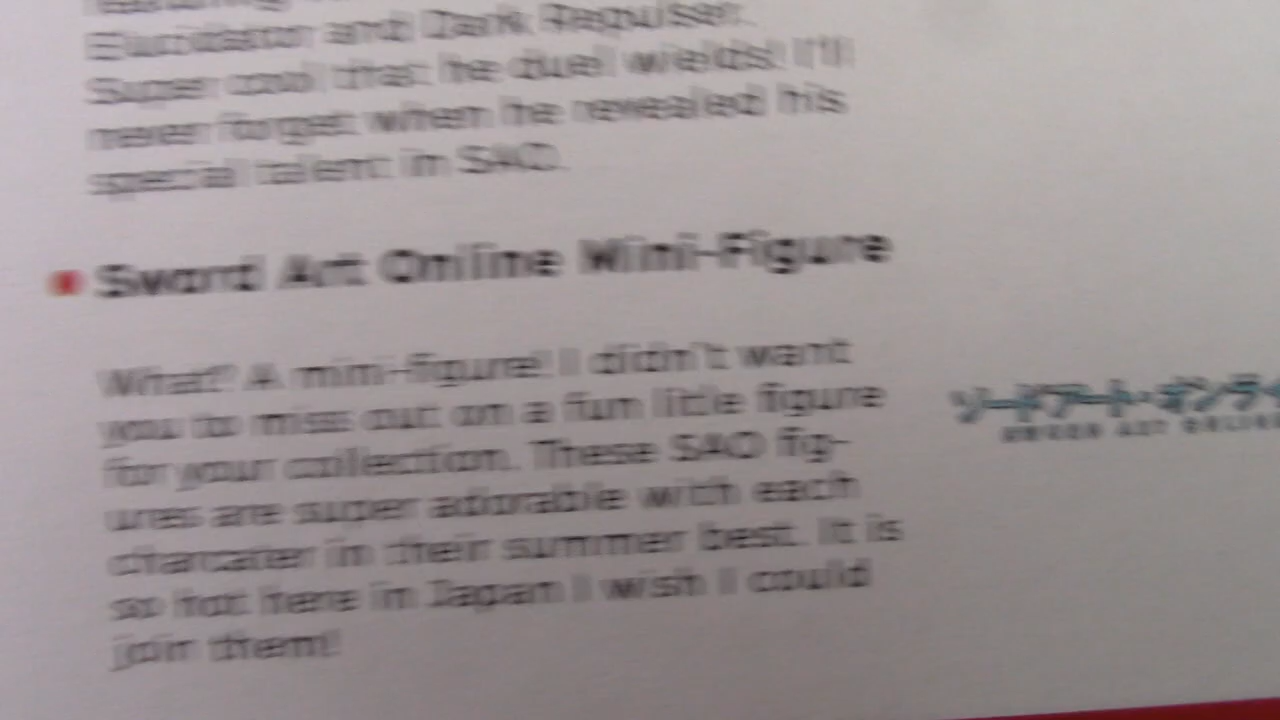 Elucidator and Dark Repulser.
Super cool that he duel wields! I'll
never forget when he revealed his
special talent in SAO.
Sword Art Online Mini-Figure
What? A mini-figure! I didn't want
you to miss out on a fun little figure
for your collection. These SAO fig-
ures are super adorable with each
charcater in their summer best. It is
so hot here in Japan I wish I could
join them!
ソードアート・オンライ
SWORD ART ONLINE